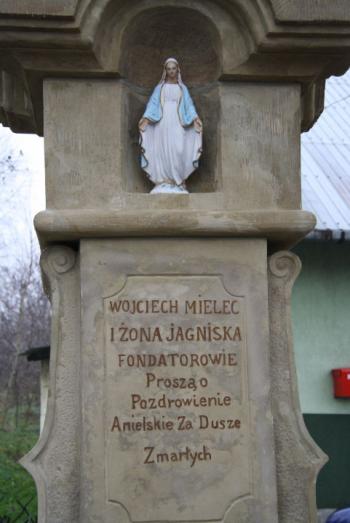 WOJCIECH MIELEC
I ŻONA JAGNISKA
FONDATOROWIE
Proszą o
Pozdrowienie
Anielskie Za Dusze
Zmarłych